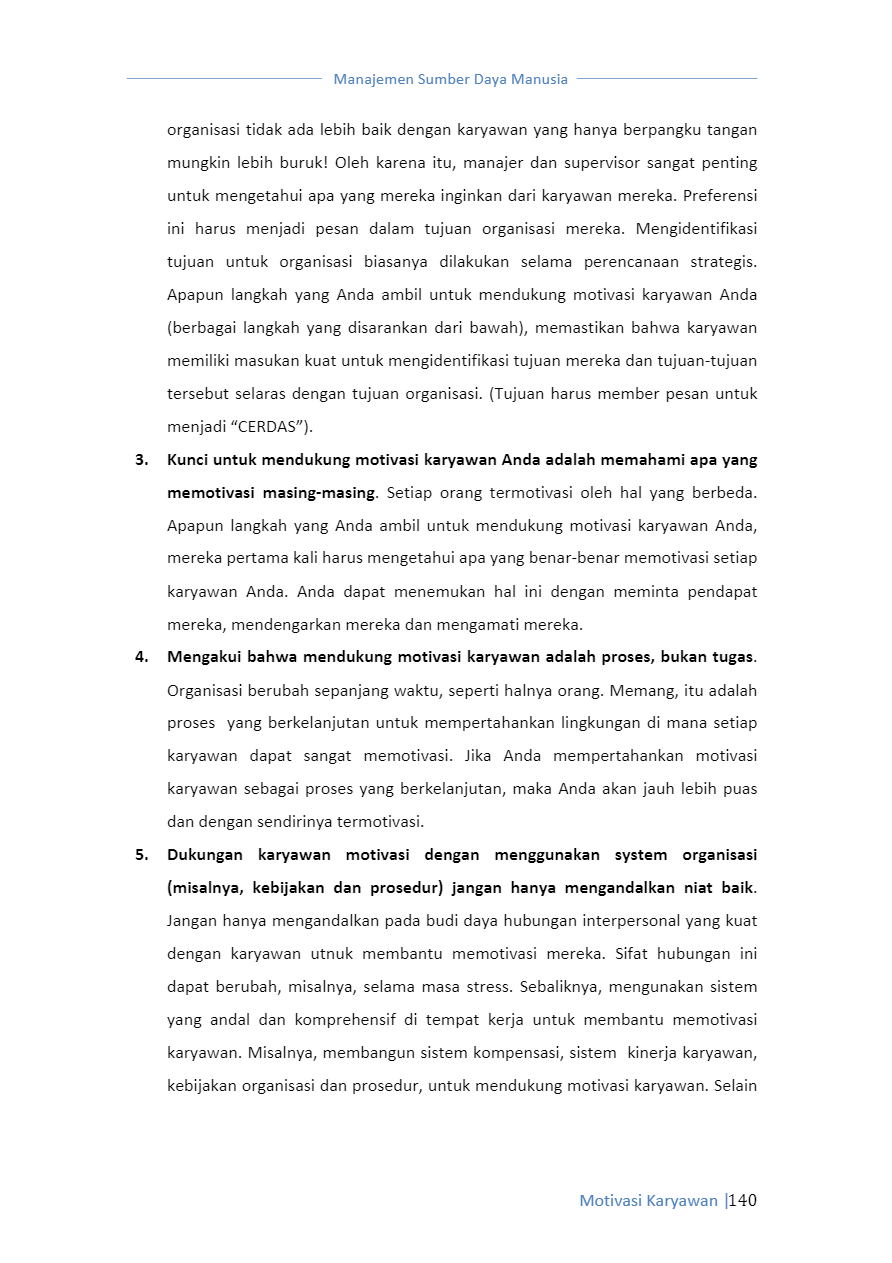 Manajemen Sumber Daya Manusia
organisasi tidak ada lebih baik dengan karyawan yang hanya berpangku tangan
mungkin lebih buruk! Oleh karena itu, manajer dan supervisor sangat penting
untuk mengetahui apa yang mereka inginkan dari karyawan mereka. Preferensi
ini harus menjadi pesan dalam tujuan organisasi mereka. Mengidentifikasi
tujuan untuk organisasi biasanya dilakukan selama perencanaan strategis.
Apapun langkah yang Anda ambil untuk mendukung motivasi karyawan Anda
(berbagai langkah yang disarankan dari bawah), memastikan bahwa karyawan
memiliki masukan kuat untuk mengidentifikasi tujuan mereka dan tujuan-tujuan
tersebut selaras dengan tujuan organisasi. (Tujuan harus member pesan untuk
menjadi “CERDAS”).
3. Kunci untuk mendukung motivasi karyawan Anda adalah memahami apa yang
memotivasi masing-masing. Setiap orang termotivasi oleh hal yang berbeda.
Apapun langkah yang Anda ambil untuk mendukung motivasi karyawan Anda,
mereka pertama kali harus mengetahui apa yang benar-benar memotivasi setiap
karyawan Anda. Anda dapat menemukan hal ini dengan meminta pendapat
mereka, mendengarkan mereka dan mengamati mereka.
4. Mengakui bahwa mendukung motivasi karyawan adalah proses, bukan tugas.
Organisasi berubah sepanjang waktu, seperti halnya orang. Memang, itu adalah
proses  yang berkelanjutan untuk mempertahankan lingkungan di mana setiap
karyawan dapat sangat memotivasi. Jika Anda mempertahankan motivasi
karyawan sebagai proses yang berkelanjutan, maka Anda akan jauh lebih puas
dan dengan sendirinya termotivasi.
5. Dukungan karyawan motivasi dengan menggunakan system organisasi
(misalnya, kebijakan dan prosedur) jangan hanya mengandalkan niat baik.
Jangan hanya mengandalkan pada budi daya hubungan interpersonal yang kuat
dengan karyawan utnuk membantu memotivasi mereka. Sifat hubungan ini
dapat berubah, misalnya, selama masa stress. Sebaliknya, mengunakan sistem
yang andal dan komprehensif di tempat kerja untuk membantu memotivasi
karyawan. Misalnya, membangun sistem kompensasi, sistem  kinerja karyawan,
kebijakan organisasi dan prosedur, untuk mendukung motivasi karyawan. Selain
Motivasi Karyawan |140